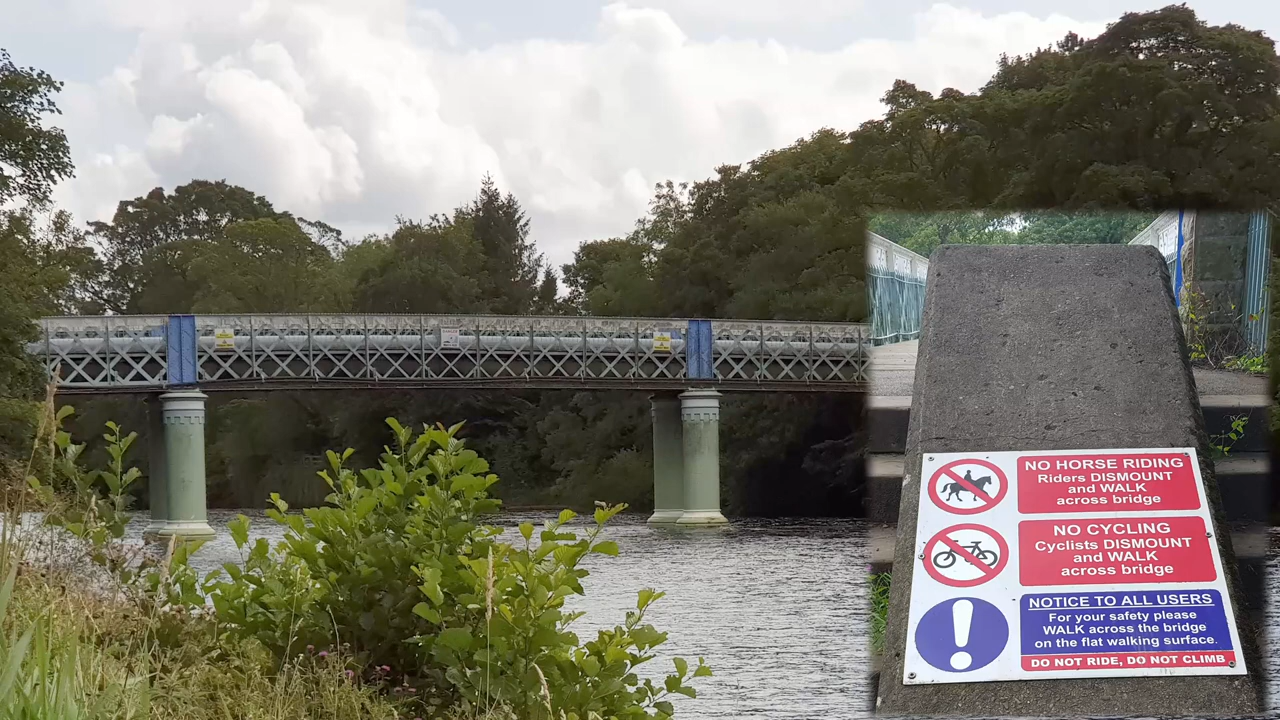 NO HORSE RIDING
Riders DISMOUNT
and WALK
across bridge
NO CYCLING
Cyclists DISMOUNT
and WALK
across bridge
NOTICE TO ALL USERS
For your safety please
WALK across the bridge
on the flat walking surface.
DO NOT RIDE, DO NOT CLIMB